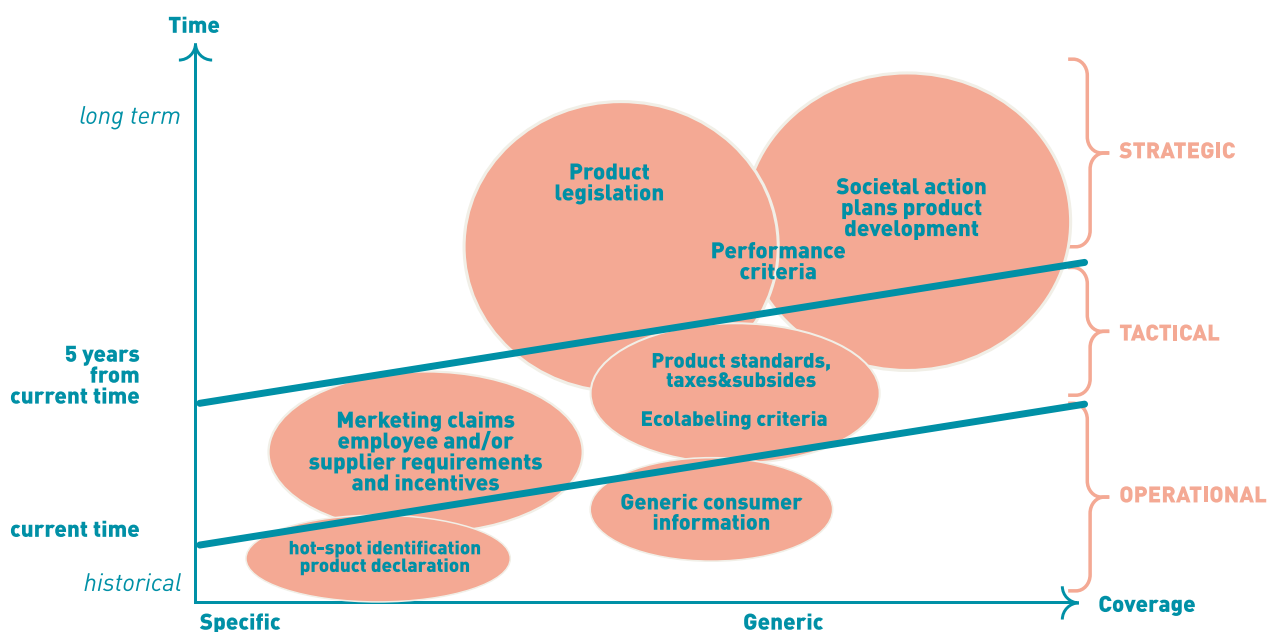 Time
long term
Product
legislation
Societal action
plans product
development
Performance
criteria
STRATEGIC
5 years
from
current time
Product standards,
taxes&subsides
Ecolabeling criteria
TACTICAL
Merketing claims
employee and/or
supplier requirements
and incentives
Generic consumer
information
OPERATIONAL
current time
hot-spot identification
product declaration
historical
Specific
Generic
Coverage